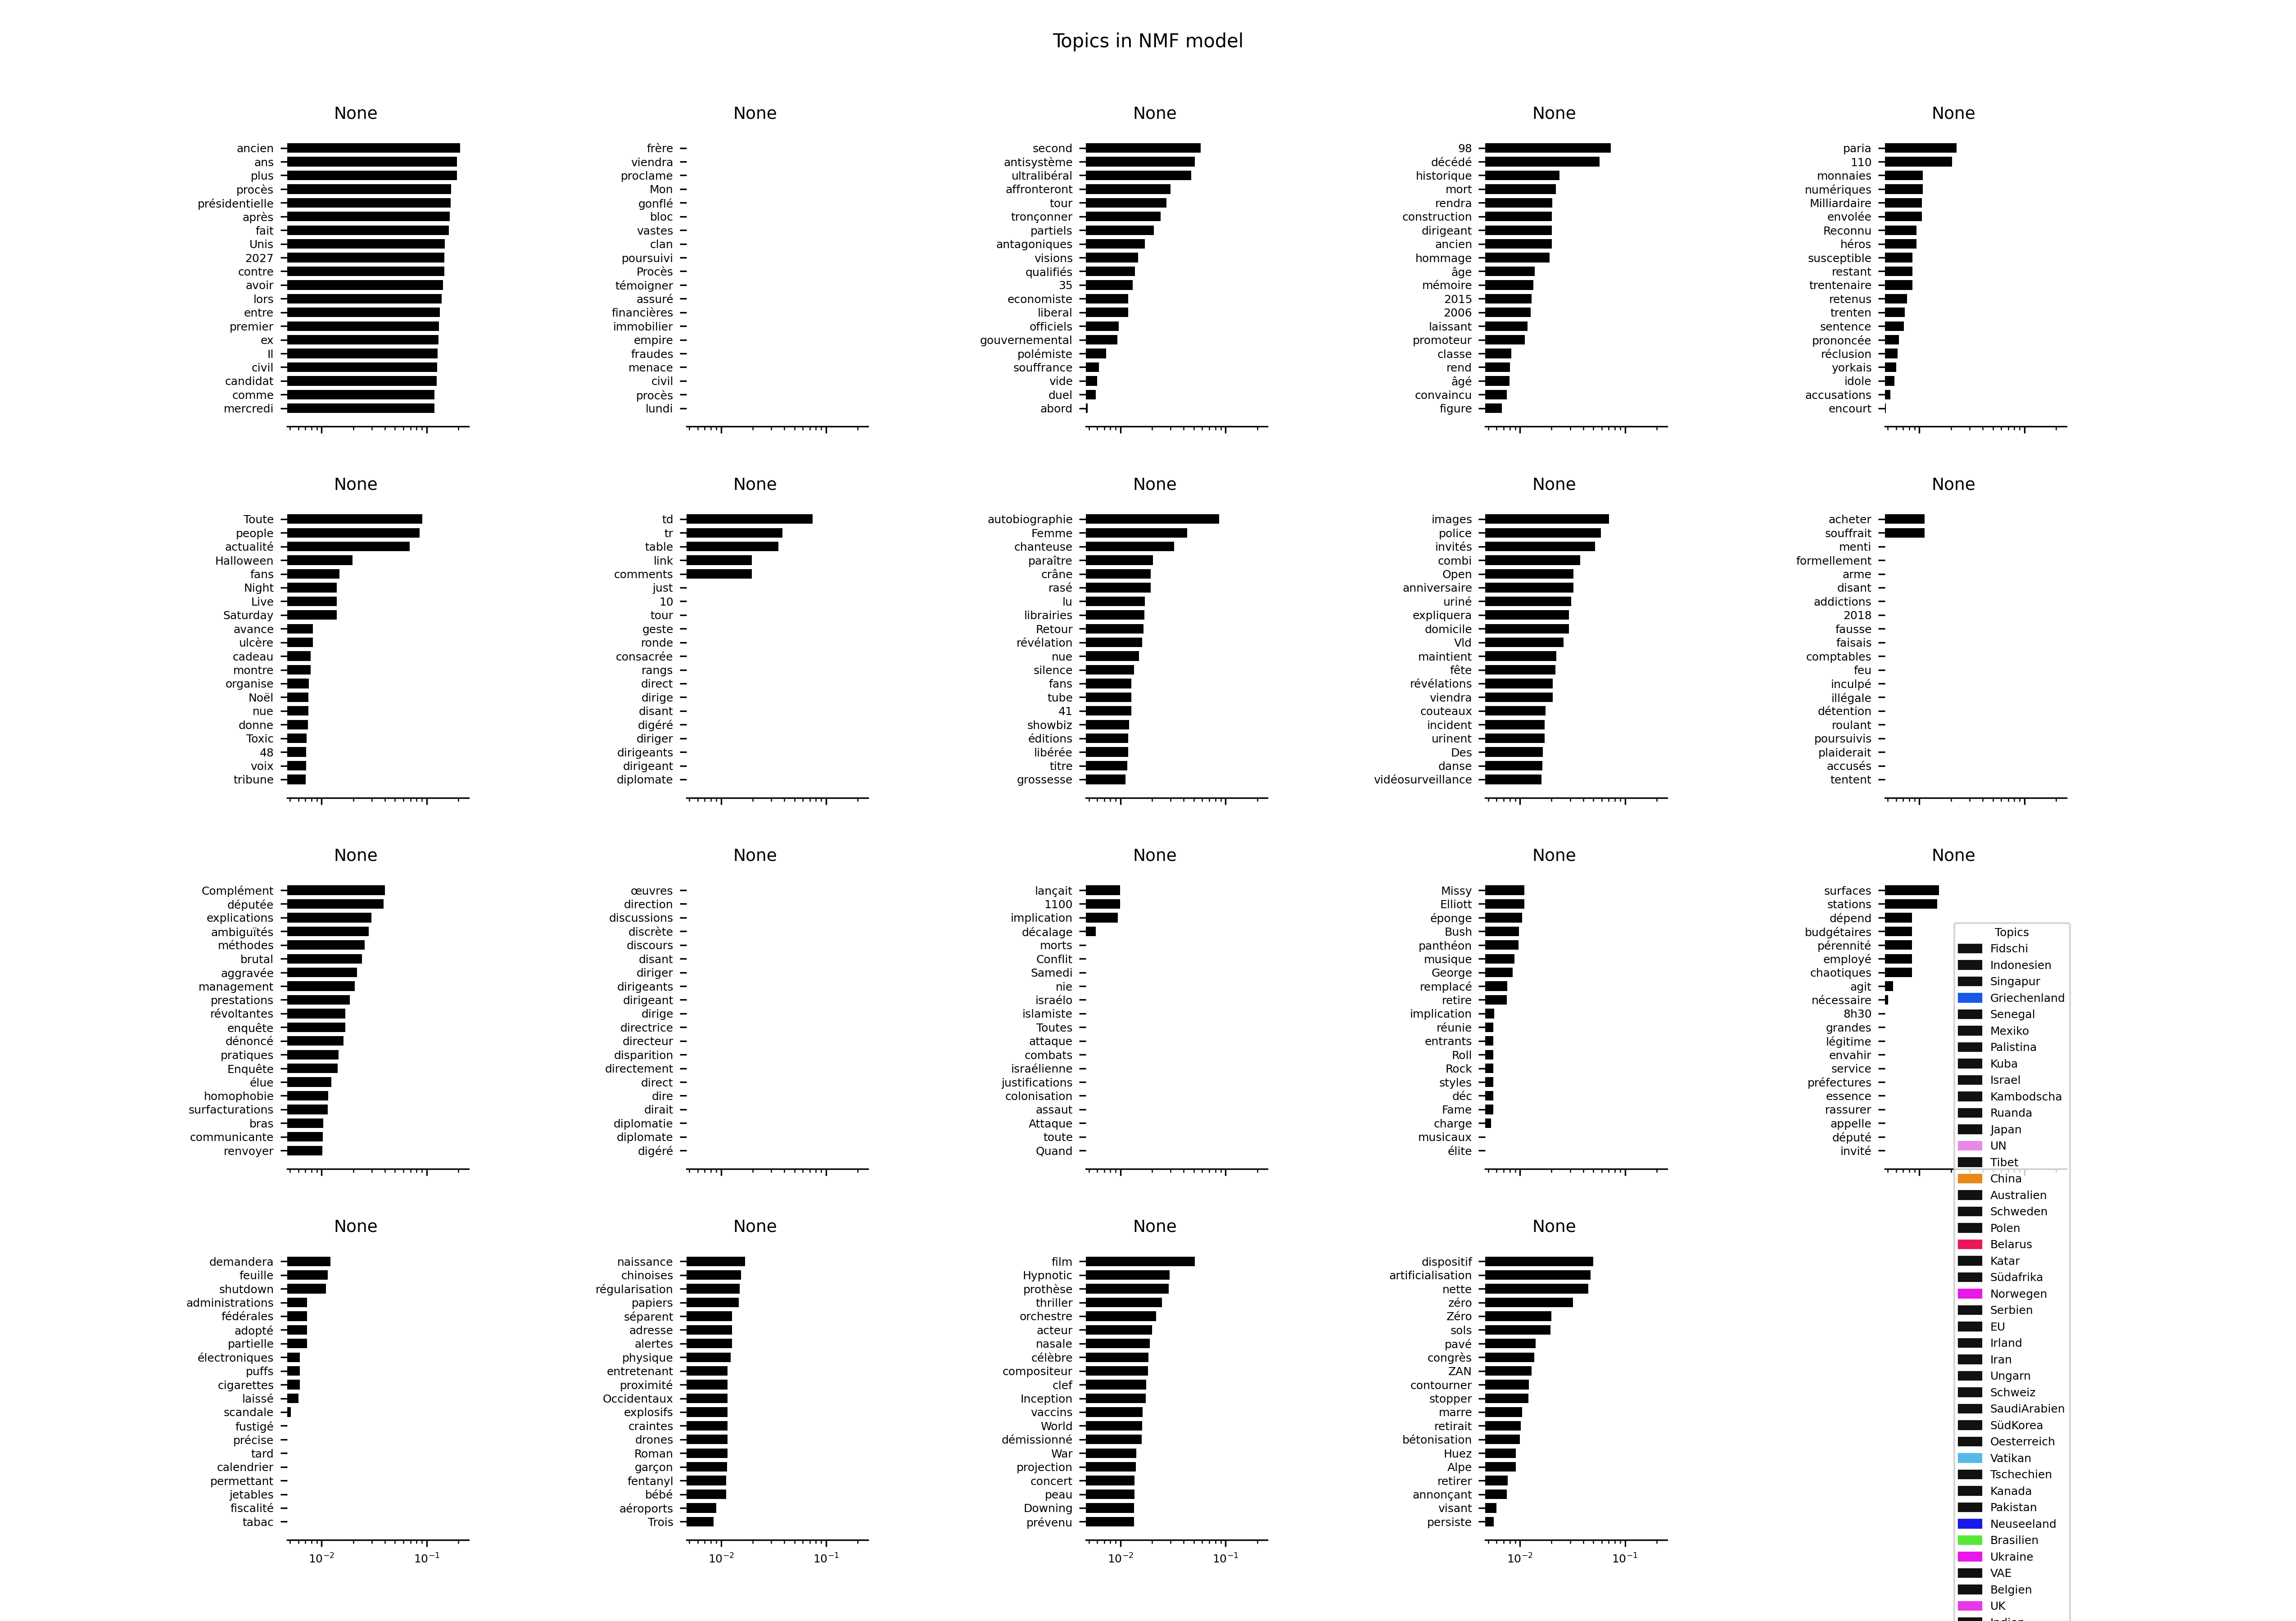 Topics in NMF model
None
ancien
ans
plus
procès
présidentielle
après
fait
Unis
2027
contre
avoir
lors
entre
premier
ex
Il
civil
candidat
comme
mercredi
None
frère
viendra
proclame
Mon
gonflé
bloc
vastes
clan
poursuivi
Procès
témoigner
assuré
financières
immobilier
empire
fraudes
menace
civil
procès
lundi
None
second
antisystème
ultralibéral
affronteront
tour
tronçonner
partiels
antagoniques
visions
qualifiés
35
economiste
liberal
officiels
gouvernemental
polémiste
souffrance
vide
duel
abord
None
98
décédé
historique
mort
rendra
construction
dirigeant
ancien
hommage
âge
mémoire
2015
2006
laissant
promoteur
classe
rend
âgé
convaincu
figure
None
paria
110
monnaies
numériques
Milliardaire
envolée
Reconnu
héros
susceptible
restant
trentenaire
retenus
trenten
sentence
prononcée
réclusion
yorkais
idole
accusations
encourt
None
Toute
people
actualité
Halloween
fans
Night
Live
Saturday
avance
ulcère
cadeau
montre
organise
Noël
nue
donne
Toxic
48
voix
tribune
None
td
tr
table
link
comments
just
10
tour
geste
ronde
consacrée
rangs
direct
dirige
disant
digéré
diriger
dirigeants
dirigeant
diplomate
None
autobiographie
Femme
chanteuse
paraître
crâne
rasé
lu
librairies
Retour
révélation
nue
silence
fans
tube
41
showbiz
éditions
libérée
titre
grossesse
None
images
police
invités
combi
Open
anniversaire
uriné
expliquera
domicile
Vld
maintient
fête
révélations
viendra
couteaux
incident
urinent
Des
danse
vidéosurveillance
None
acheter
souffrait
menti
formellement
arme
disant
addictions
2018
fausse
faisais
comptables
feu
inculpé
illégale
détention
roulant
poursuivis
plaiderait
accusés
tentent
None
Complément
députée
explications
ambiguïtés
méthodes
brutal
aggravée
management
prestations
révoltantes
enquête
dénoncé
pratiques
Enquête
élue
homophobie
surfacturations
bras
communicante
renvoyer
None
œuvres
direction
discussions
discrète
discours
disant
diriger
dirigeants
dirigeant
dirige
directrice
directeur
disparition
directement
direct
dire
dirait
diplomatie
diplomate
digéré
None
lançait
1100
implication
décalage
morts
Conflit
Samedi
nie
israélo
islamiste
Toutes
attaque
combats
israélienne
justifications
colonisation
assaut
Attaque
toute
Quand
None
Missy
Elliott
éponge
Bush
panthéon
musique
George
remplacé
retire
implication
réunie
entrants
Roll
Rock
styles
déc
Fame
charge
musicaux
élite
None
surfaces
stations
dépend
budgétaires
pérennité
employé
chaotiques
agit
nécessaire
8h30
grandes
légitime
envahir
service
préfectures
essence
rassurer
appelle
député
invité
None
demandera
feuille
shutdown
administrations
fédérales
adopté
partielle
électroniques
puffs
cigarettes
laissé
scandale
fustigé
précise
tard
calendrier
permettant
jetables
fiscalité
tabac
10⁻² 10⁻¹
None
naissance
chinoises
régularisation
papiers
séparent
adresse
alertes
physique
entretenant
proximité
Occidentaux
explosifs
craintes
drones
Roman
garçon
fentanyl
bébé
aéroports
Trois
10⁻² 10⁻¹
None
film
Hypnotic
prothèse
thriller
orchestre
acteur
nasale
célèbre
compositeur
clef
Inception
vaccins
World
démissionné
War
projection
concert
peau
Downing
prévenu
10⁻² 10⁻¹
None
dispositif
artificialisation
nette
zéro
Zéro
sols
pavé
congrès
ZAN
contourner
stopper
marre
retirait
bétonisation
Huez
Alpe
retirer
annonçant
visant
persiste
10⁻² 10⁻¹
Topics
Fidschi
Indonesien
Singapur
Griechenland
Senegal
Mexiko
Palistina
Kuba
Israel
Kambodscha
Ruanda
Japan
UN
Tibet
China
Australien
Schweden
Polen
Belarus
Katar
Südafrika
Norwegen
Serbien
EU
Irland
Iran
Ungarn
Schweiz
SaudiArabien
SüdKorea
Oesterreich
Vatikan
Tschechien
Kanada
Pakistan
Neuseeland
Brasilien
Ukraine
VAE
Belgien
UK